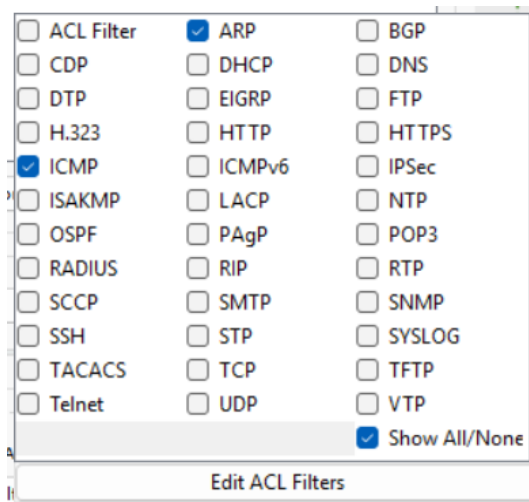 ACL Filter ARP BGP
CDP DHCP DNS
DTP EIGRP FTP
H.323 HTTP HTTPS
ICMP ICMPv6 IPSec
ISAKMP LACP NTP
OSPF PAgP POP3
RADIUS RIP RTP
SCCP SMTP SNMP
SSH STP SYSLOG
TACACS TCP TFTP
Telnet UDP VTP
Show All/None
Edit ACL Filters